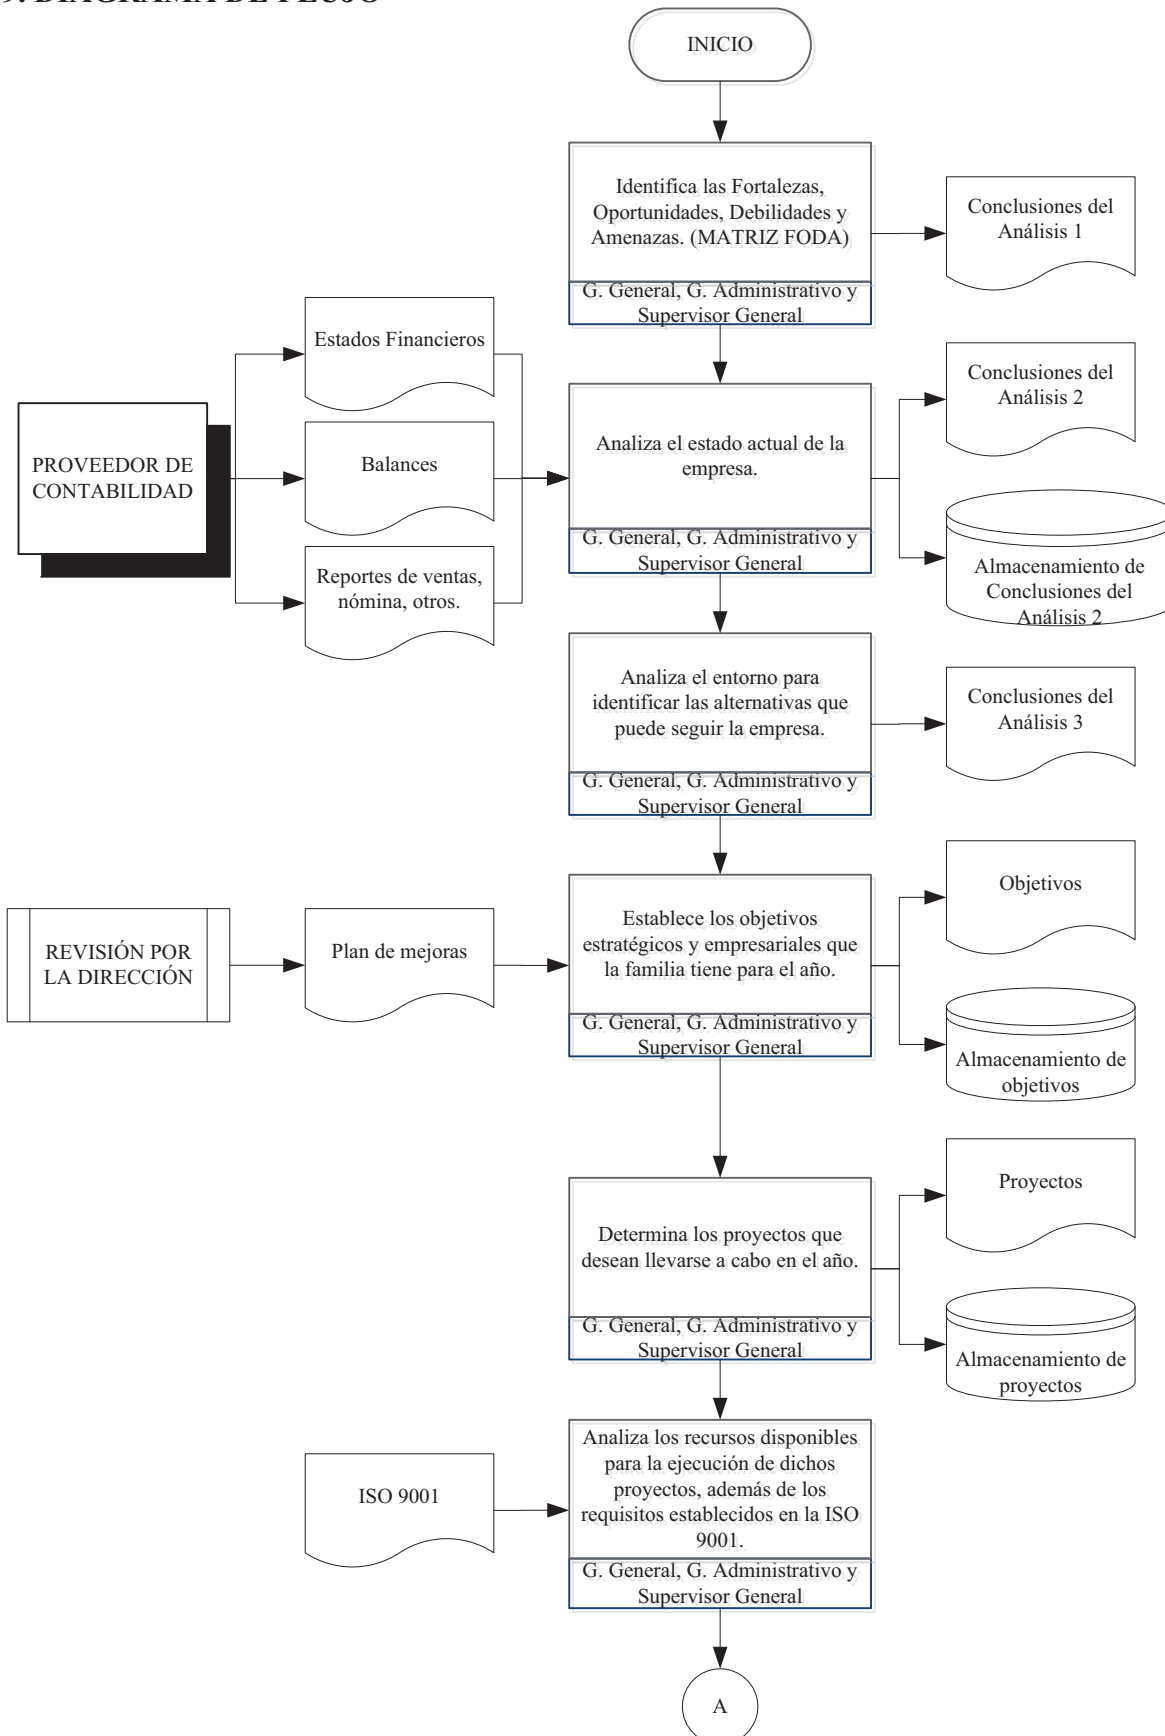 9. DIAGRAMA DE FLUJO
INICIO
Identifica las Fortalezas,
Oportunidades, Debilidades y
Amenazas. (MATRIZ FODA)
G. General, G. Administrativo y
Supervisor General
Conclusiones del
Análisis 1
PROVEEDOR DE
CONTABILIDAD
Estados Financieros
Balances
Reportes de ventas,
nómina, otros.
Analiza el estado actual de la
empresa.
G. General, G. Administrativo y
Supervisor General
Conclusiones del
Análisis 2
Almacenamiento de
Conclusiones del
Análisis 2
Analiza el entorno para
identificar las alternativas que
puede seguir la empresa.
G. General, G. Administrativo y
Supervisor General
Conclusiones del
Análisis 3
REVISIÓN POR
LA DIRECCIÓN
Plan de mejoras
Establece los objetivos
estratégicos y empresariales que
la familia tiene para el año.
G. General, G. Administrativo y
Supervisor General
Objetivos
Almacenamiento de
objetivos
Determina los proyectos que
desean llevarse a cabo en el año.
G. General, G. Administrativo y
Supervisor General
Proyectos
Almacenamiento de
proyectos
ISO 9001
Analiza los recursos disponibles
para la ejecución de dichos
proyectos, además de los
requisitos establecidos en la ISO
9001.
G. General, G. Administrativo y
Supervisor General
A